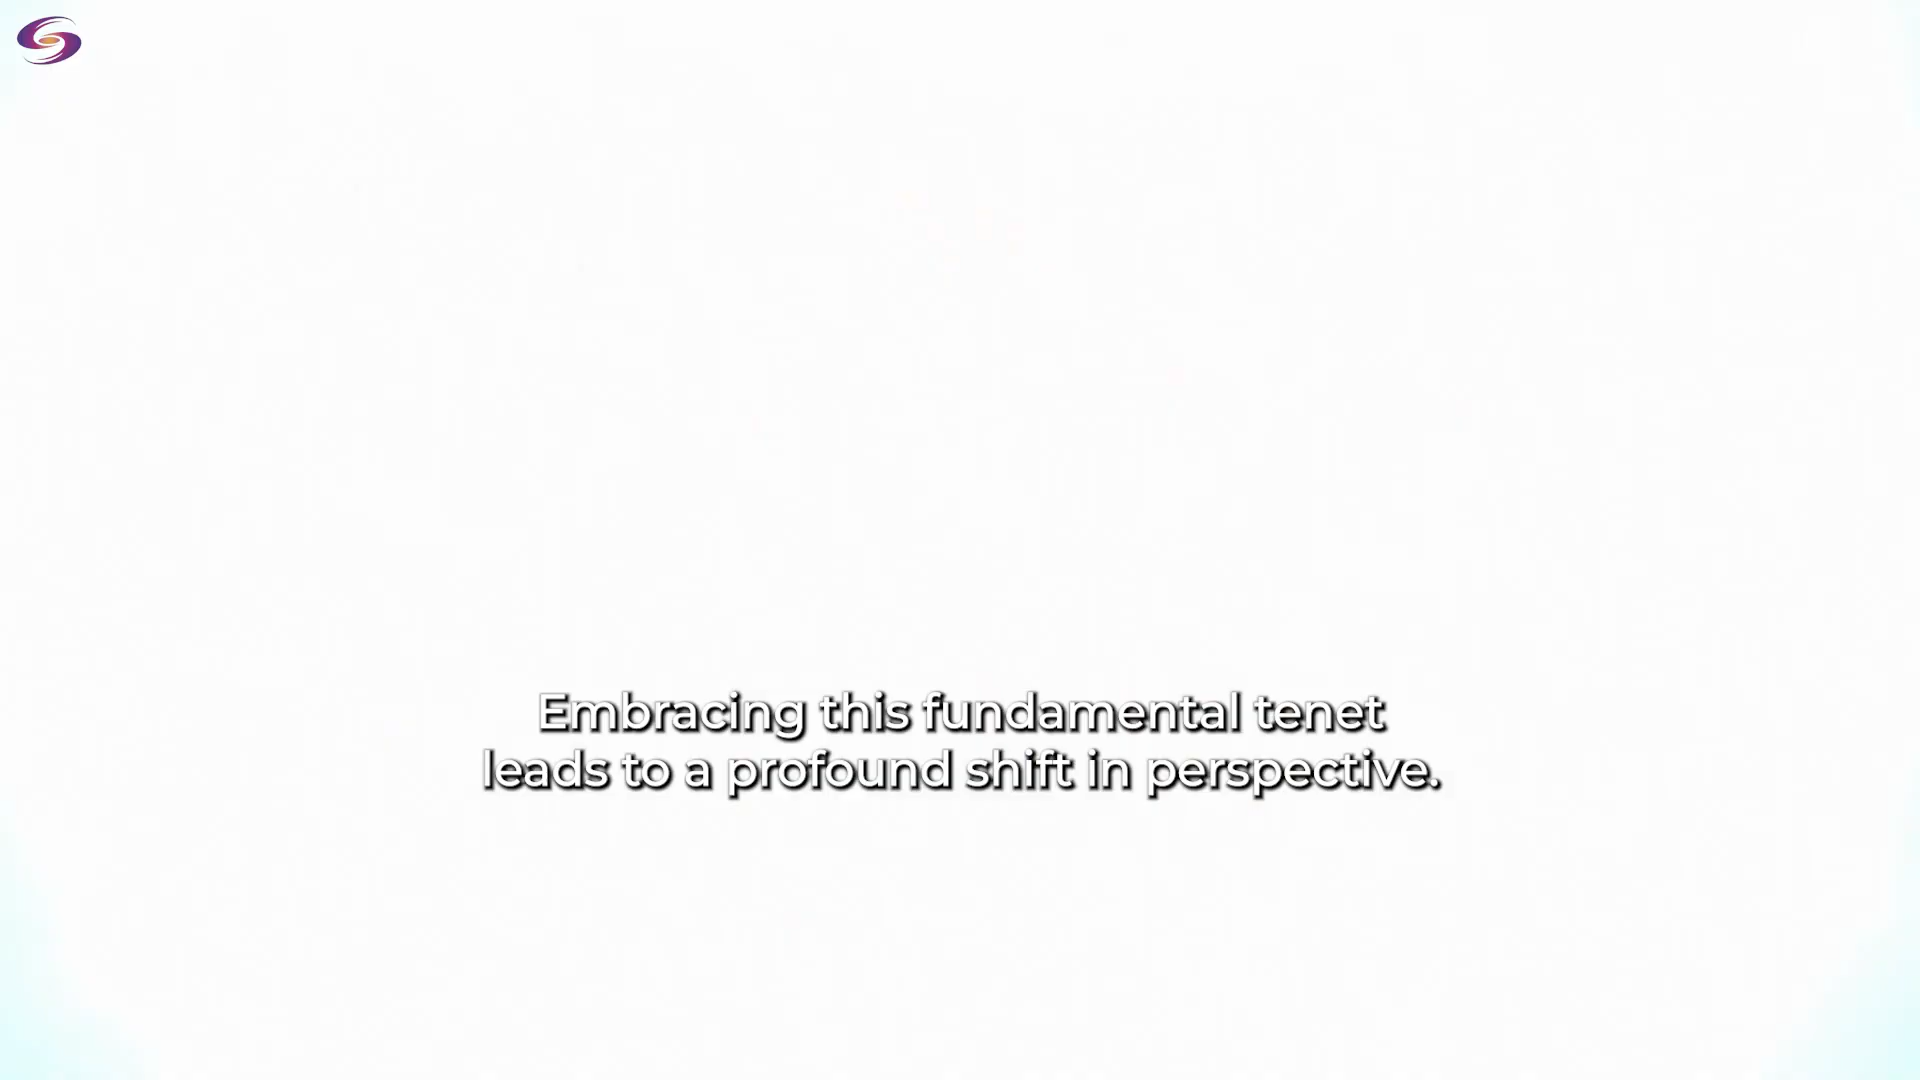 Embracing this fundamental tenet
leads to a profound shift in perspective.